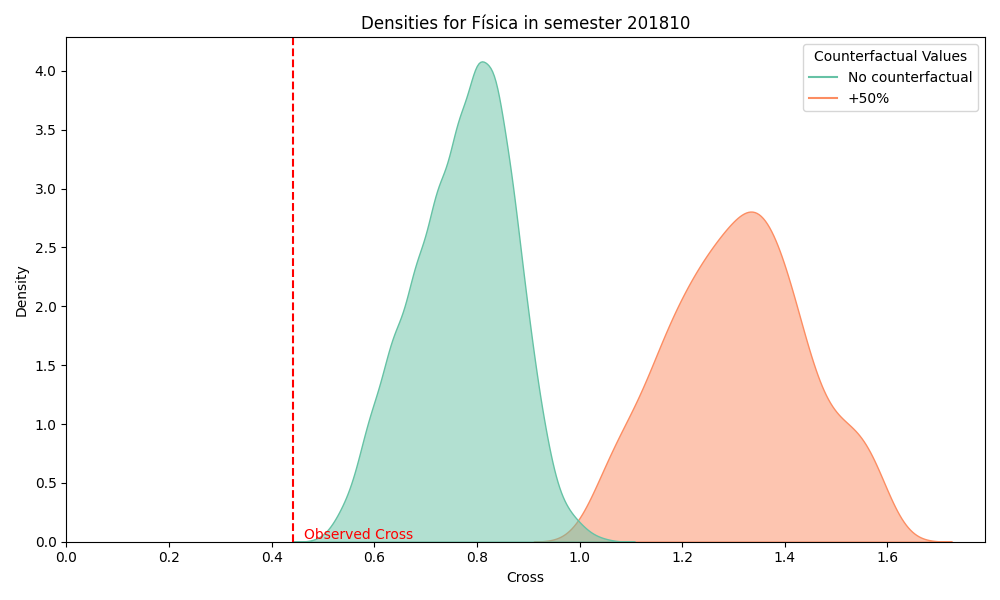 Densities for Física in semester 201810
Counterfactual Values
No counterfactual
+50%
4.0
3.5
3.0
2.5
2.0
1.5
1.0
0.5
0.0
Density
Observed Cross
0.0 0.2 0.4 0.6 0.8 1.0 1.2 1.4 1.6
Cross